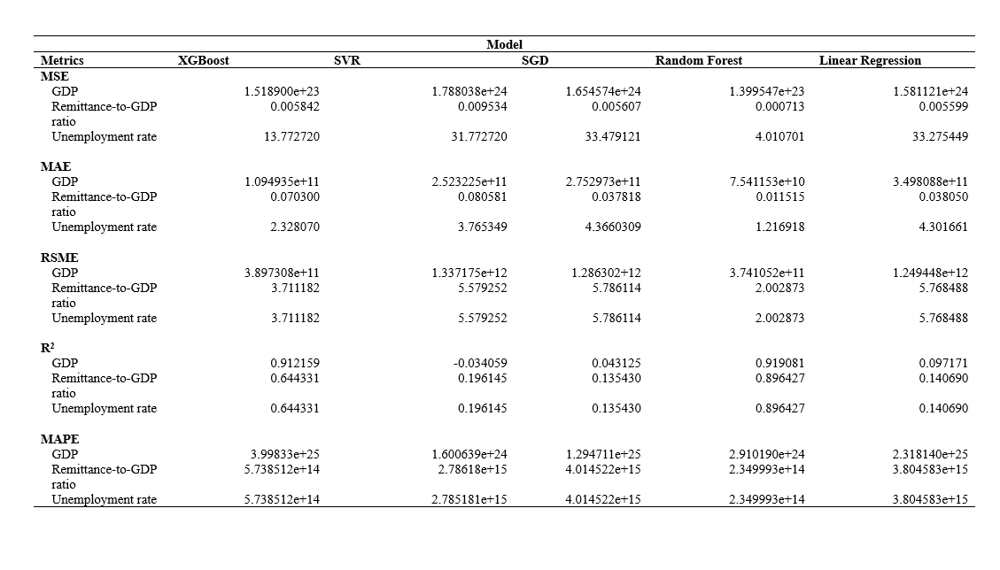 Model
Metrics XGBoost SVR SGD Random Forest Linear Regression
MSE
GDP 1.518900e+23 1.788038e+24 1.654574e+24 1.399547e+23 1.581121e+24
Remittance-to-GDP 0.005842 0.009534 0.005607 0.000713 0.005599
ratio
Unemployment rate 13.772720 31.772720 33.479121 4.010701 33.275449
MAE
GDP 1.094935e+11 2.523225e+11 2.752973e+11 7.541153e+10 3.498088e+11
Remittance-to-GDP 0.070300 0.080581 0.037818 0.011515 0.038050
ratio
Unemployment rate 2.328070 3.765349 4.3660309 1.216918 4.301661
RSME
GDP 3.897308e+11 1.337175e+12 1.286302+12 3.741052e+11 1.249448e+12
Remittance-to-GDP 3.711182 5.579252 5.786114 2.002873 5.768488
ratio
Unemployment rate 3.711182 5.579252 5.786114 2.002873 5.768488
R²
GDP 0.912159 -0.034059 0.043125 0.919081 0.097171
Remittance-to-GDP 0.644331 0.196145 0.135430 0.896427 0.140690
ratio
Unemployment rate 0.644331 0.196145 0.135430 0.896427 0.140690
MAPE
GDP 3.99833e+25 1.600639e+24 1.294711e+25 2.910190e+24 2.318140e+25
Remittance-to-GDP 5.738512e+14 2.78618e+15 4.014522e+15 2.349993e+14 3.804583e+15
ratio
Unemployment rate 5.738512e+14 2.785181e+15 4.014522e+15 2.349993e+14 3.804583e+15